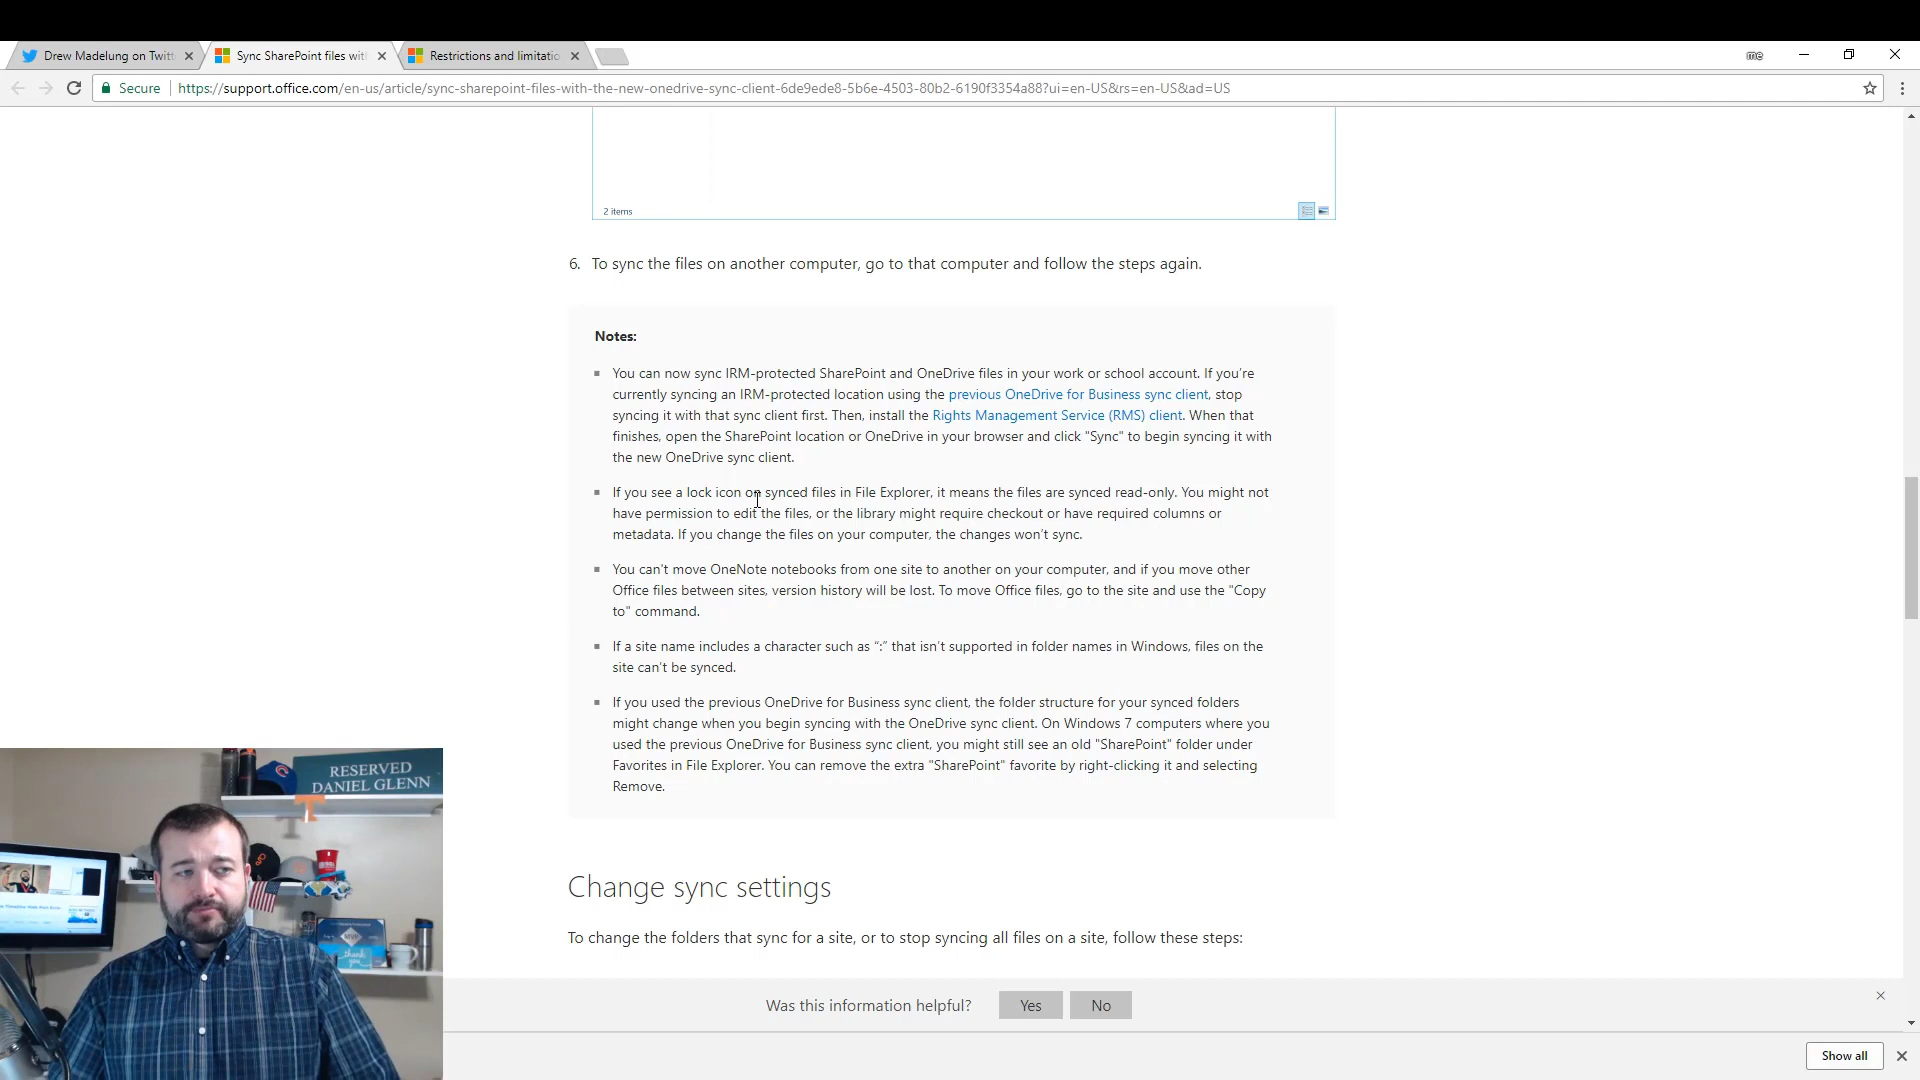 Drew Madelung on Twitt
Sync SharePoint files with
Restrictions and limitatio
me
Secure
https://support.office.com/en-us/article/sync-sharepoint-files-with-the-new-onedrive-sync-client-6de9ede8-5b6e-4503-80b2-6190f3354a88?ui=en-US&rs=en-US&ad=US
2 items
6. To sync the files on another computer, go to that computer and follow the steps again.
Notes:
You can now sync IRM-protected SharePoint and OneDrive files in your work or school account. If you're
currently syncing an IRM-protected location using the previous OneDrive for Business sync client, stop
syncing it with that sync client first. Then, install the Rights Management Service (RMS) client. When that
finishes, open the SharePoint location or OneDrive in your browser and click "Sync" to begin syncing it with
the new OneDrive sync client.
If you see a lock icon on synced files in File Explorer, it means the files are synced read-only. You might not
have permission to edit the files, or the library might require checkout or have required columns or
metadata. If you change the files on your computer, the changes won't sync.
You can't move OneNote notebooks from one site to another on your computer, and if you move other
Office files between sites, version history will be lost. To move Office files, go to the site and use the "Copy
to" command.
If a site name includes a character such as “:” that isn't supported in folder names in Windows, files on the
site can't be synced.
If you used the previous OneDrive for Business sync client, the folder structure for your synced folders
might change when you begin syncing with the OneDrive sync client. On Windows 7 computers where you
used the previous OneDrive for Business sync client, you might still see an old "SharePoint" folder under
Favorites in File Explorer. You can remove the extra "SharePoint" favorite by right-clicking it and selecting
Remove.
Change sync settings
To change the folders that sync for a site, or to stop syncing all files on a site, follow these steps:
Was this information helpful?
Yes
No
Show all
RESERVED
DANIEL GLENN
thank
you